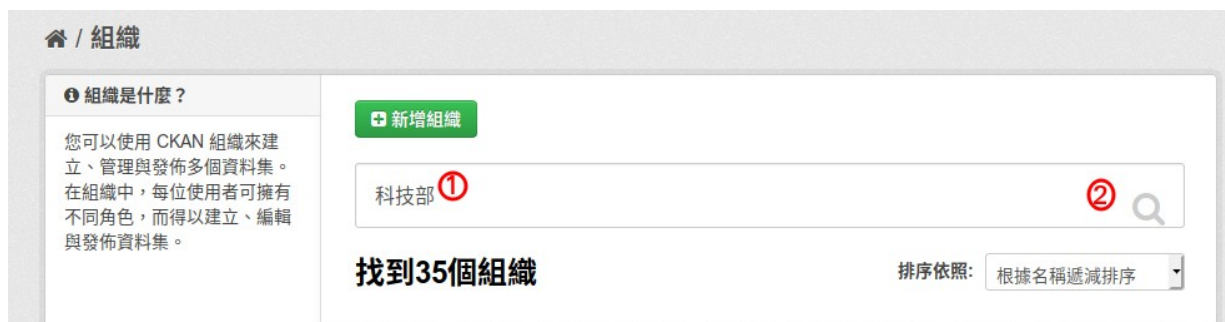 / 組織
組織是什麼？
您可以使用 CKAN 組織來建
立、管理與發佈多個資料集。
在組織中，每位使用者可擁有
不同角色，而得以建立、編輯
與發佈資料集。
新增組織
科技部 ①
②
找到35個組織
排序依照: 根據名稱遞減排序